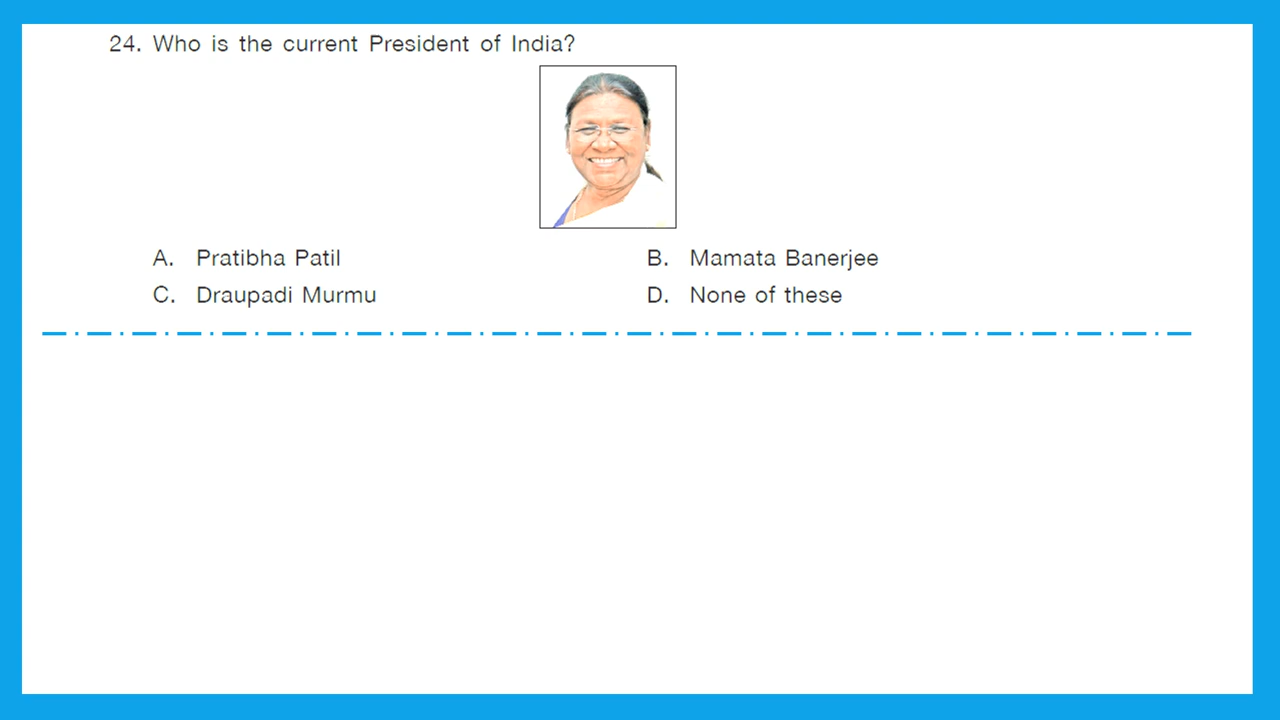 24. Who is the current President of India?
A. Pratibha Patil B. Mamata Banerjee
C. Draupadi Murmu D. None of these